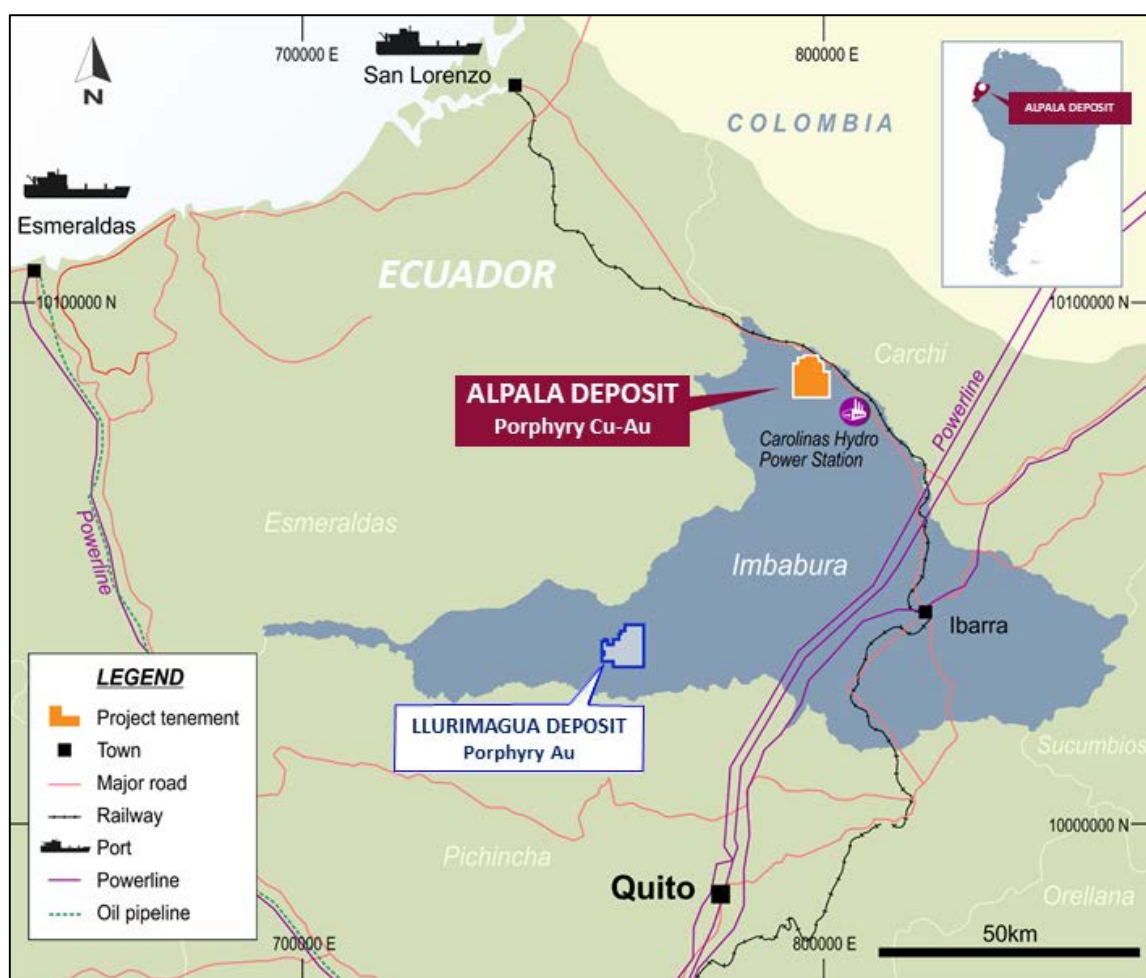 700000 E
800000 E
San Lorenzo
N
COLOMBIA
ALPALA DEPOSIT
Esmeraldas
ECUADOR
10100000 N
10100000 N
Carchi
ALPALA DEPOSIT
Porphyry Cu-Au
Powerline
Carolinas Hydro
Power Station
Esmeraldas
Powerline
Imbabura
Ibarra
LEGEND
Project tenement
Town
Major road
Railway
Port
Powerline
Oil pipeline
LLURIMAGUA DEPOSIT
Porphyry Au
Sucumbios
10000000 N
Pichincha
Quito
Orellana
700000 E
800000 E
50km